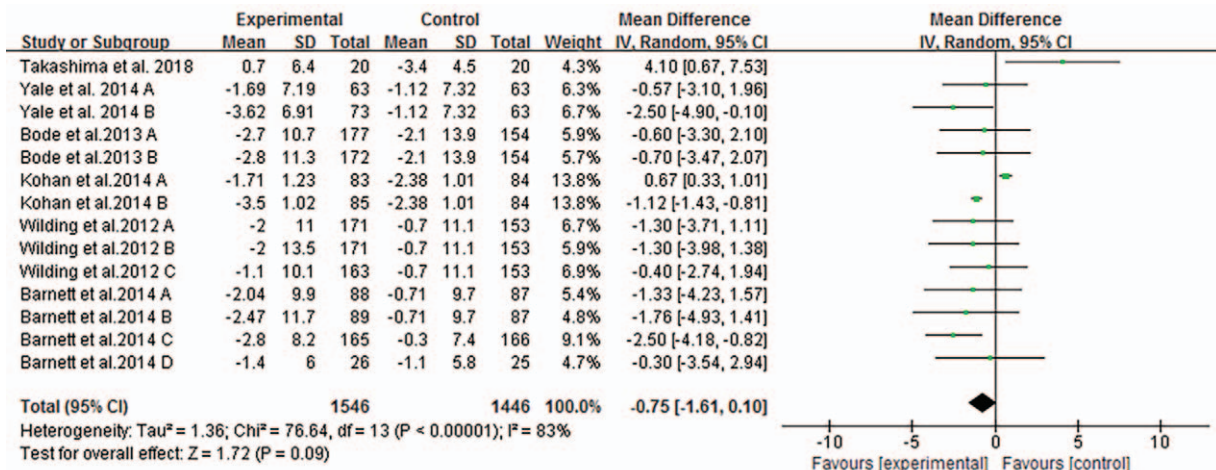 Experimental Control Mean Difference Mean Difference
Study or Subgroup Mean SD Total Mean SD Total Weight IV, Random, 95% CI IV, Random, 95% CI
Takashima et al. 2018 0.7 6.4 20 -3.4 4.5 20 4.3% 4.10 [0.67, 7.53]
Yale et al. 2014 A -1.69 7.19 63 -1.12 7.32 63 6.3% -0.57 [-3.10, 1.96]
Yale et al. 2014 B -3.62 6.91 73 -1.12 7.32 63 6.7% -2.50 [-4.90, -0.10]
Bode et al.2013 A -2.7 10.7 177 -2.1 13.9 154 5.9% -0.60 [-3.30, 2.10]
Bode et al.2013 B -2.8 11.3 172 -2.1 13.9 154 5.7% -0.70 [-3.47, 2.07]
Kohan et al.2014 A -1.71 1.23 83 -2.38 1.01 84 13.8% 0.67 [0.33, 1.01]
Kohan et al.2014 B -3.5 1.02 85 -2.38 1.01 84 13.9% -1.12 [-1.43, -0.81]
Wilding et al.2012 A -2 11 171 -0.7 11.1 153 6.7% -1.30 [-3.71, 1.11]
Wilding et al.2012 B -2 13.5 171 -0.7 11.1 153 5.9% -1.30 [-3.98, 1.38]
Wilding et al.2012 C -1.1 10.1 163 -0.7 11.1 153 6.9% -0.40 [-2.74, 1.94]
Barnett et al.2014 A -2.04 9.9 88 -0.71 9.7 87 5.4% -1.33 [-4.23, 1.57]
Barnett et al.2014 B -2.47 11.7 89 -0.71 9.7 87 4.8% -1.76 [-4.93, 1.41]
Barnett et al.2014 C -2.8 8.2 165 -0.3 7.4 166 9.1% -2.50 [-4.18, -0.82]
Barnett et al.2014 D -1.4 6 26 -1.1 5.8 25 4.7% -0.30 [-3.54, 2.94]
Total (95% CI) 1546 1446 100.0% -0.75 [-1.61, 0.10]
Heterogeneity: Tau² = 1.36; Chi² = 76.64, df = 13 (P < 0.00001); I² = 83%
Test for overall effect: Z = 1.72 (P = 0.09)
-10 -5 0 5 10
Favours [experimental] Favours [control]